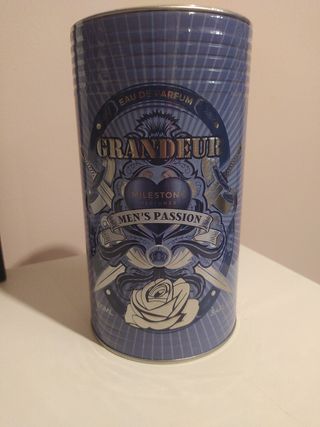 EAU DE PARFUM
GRANDEUR
MILESTONE
PERFUMES
MEN'S PASSION